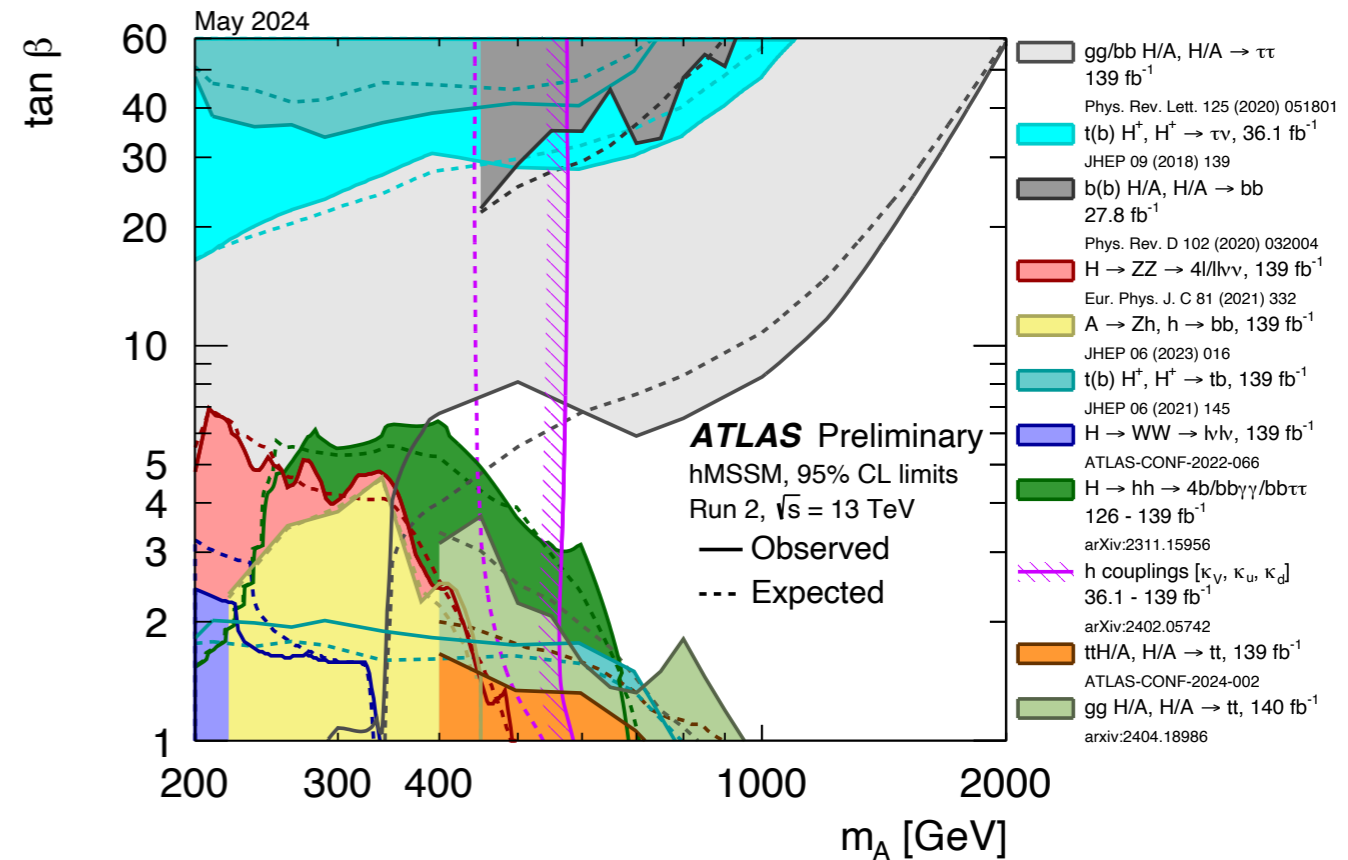 May 2024
tan β
60
40
30
20
10
5
4
3
2
1
200
300
400
1000
2000
m_A [GeV]
ATLAS Preliminary
hMSSM, 95% CL limits
Run 2, √s = 13 TeV
Observed
Expected
gg/bb H/A, H/A → ττ
139 fb⁻¹
Phys. Rev. Lett. 125 (2020) 051801
t(b) H⁺, H⁺ → τν, 36.1 fb⁻¹
JHEP 09 (2018) 139
b(b) H/A, H/A → bb
27.8 fb⁻¹
Phys. Rev. D 102 (2020) 032004
H → ZZ → 4l/llνν, 139 fb⁻¹
Eur. Phys. J. C 81 (2021) 332
A → Zh, h → bb, 139 fb⁻¹
JHEP 06 (2023) 016
t(b) H⁺, H⁺ → tb, 139 fb⁻¹
JHEP 06 (2021) 145
H → WW → lνlν, 139 fb⁻¹
ATLAS-CONF-2022-066
H → hh → 4b/bbγγ/bbττ
126 - 139 fb⁻¹
arXiv:2311.15956
h couplings [κ_V, κ_u, κ_d]
36.1 - 139 fb⁻¹
arXiv:2402.05742
ttH/A, H/A → tt, 139 fb⁻¹
ATLAS-CONF-2024-002
gg H/A, H/A → tt, 140 fb⁻¹
arxiv:2404.18986